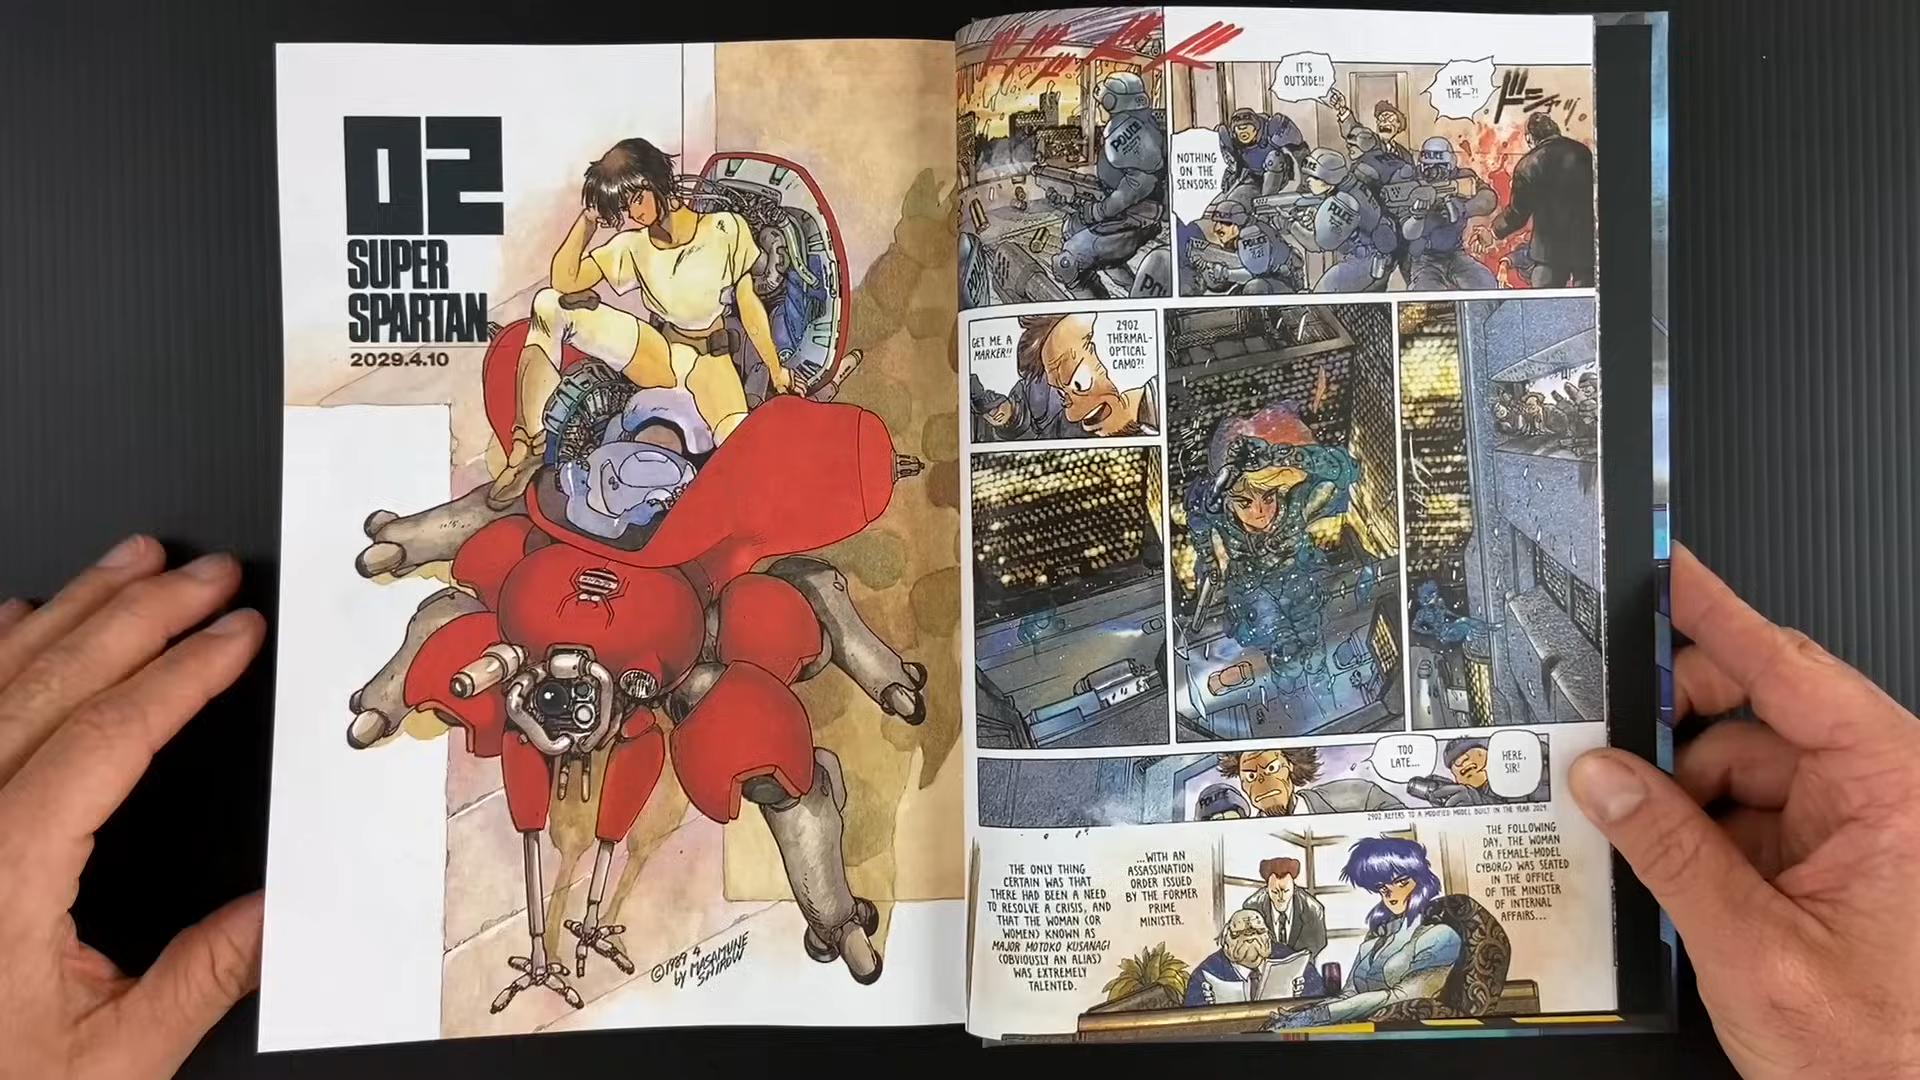 02
SUPER
SPARTAN
2029.4.10
©1989 4
by MASAMUNE
SHIROW
POLICE
IT'S
OUTSIDE!!
WHAT
THE—?!
NOTHING
ON THE
SENSORS!
POLICE
POLICE
POLICE
GET ME A
MARKER!!
2902
THERMAL-
OPTICAL
CAMO?!
TOO
LATE...
HERE,
SIR!
POLICE
2902 REFERS TO A MODIFIED MODEL BUILT IN THE YEAR 2029.
THE FOLLOWING
DAY, THE WOMAN
(A FEMALE-MODEL
CYBORG) WAS SEATED
IN THE OFFICE
OF THE MINISTER
OF INTERNAL
AFFAIRS...
...WITH AN
ASSASSINATION
ORDER ISSUED
BY THE FORMER
PRIME
MINISTER.
THE ONLY THING
CERTAIN WAS THAT
THERE HAD BEEN A NEED
TO RESOLVE A CRISIS, AND
THAT THE WOMAN (OR
WOMEN) KNOWN AS
MAJOR MOTOKO KUSANAGI
(OBVIOUSLY AN ALIAS)
WAS EXTREMELY
TALENTED.